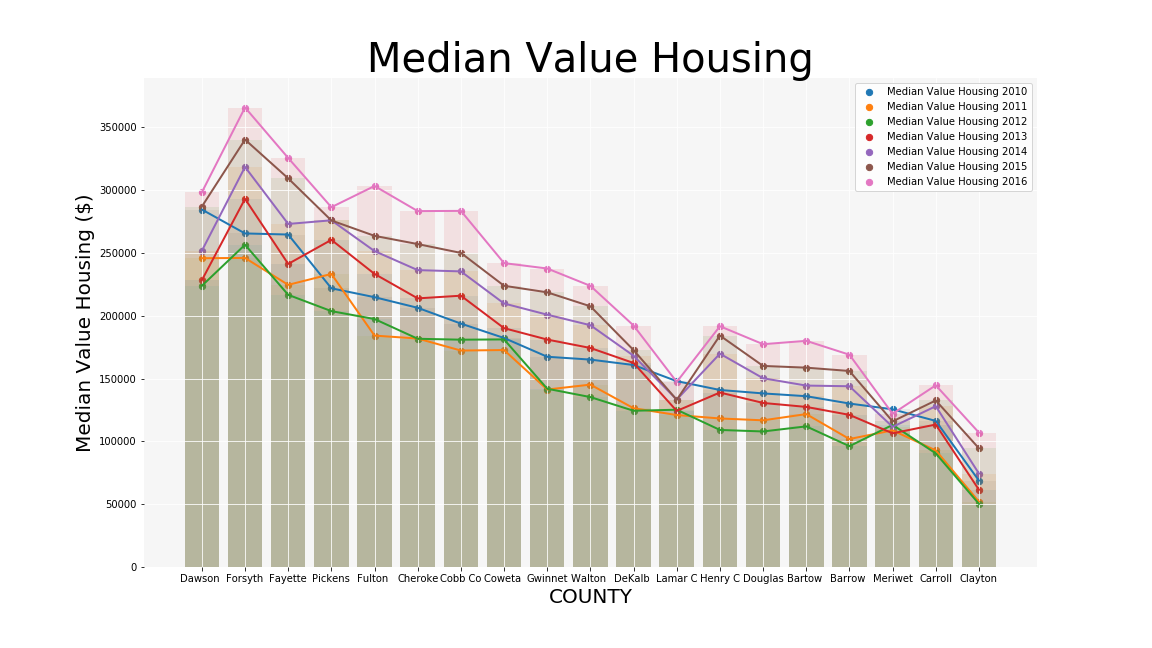 Median Value Housing
Median Value Housing 2010
Median Value Housing 2011
Median Value Housing 2012
Median Value Housing 2013
Median Value Housing 2014
Median Value Housing 2015
Median Value Housing 2016
Median Value Housing ($)
350000
300000
250000
200000
150000
100000
50000
0
Dawson Forsyth Fayette Pickens Fulton Cheroke Cobb Co Coweta Gwinnet Walton DeKalb Lamar C Henry C Douglas Bartow Barrow Meriwet Carroll Clayton
COUNTY